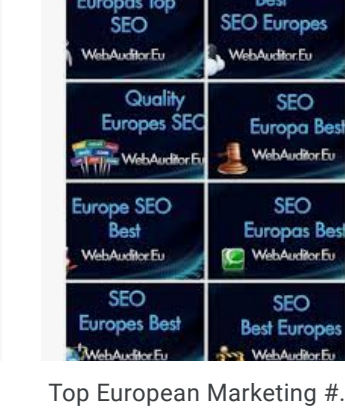 Europas Top
SEO
WebAuditor.Eu
Best
SEO Europes
WebAuditor.Eu
Quality
Europes SEO
WebAuditor.Eu
SEO
Europa Best
WebAuditor.Eu
Europe SEO
Best
WebAuditor.Eu
SEO
Europas Best
WebAuditor.Eu
SEO
Europes Best
WebAuditor.Eu
SEO
Best Europes
WebAuditor.Eu
Top European Marketing #.